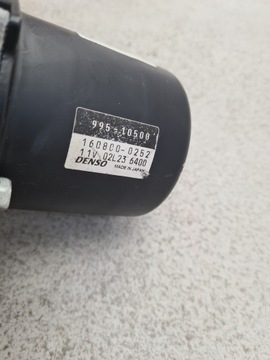 995-10500
160800-0252
11V 02L23 6400
DENSO MADE IN JAPAN